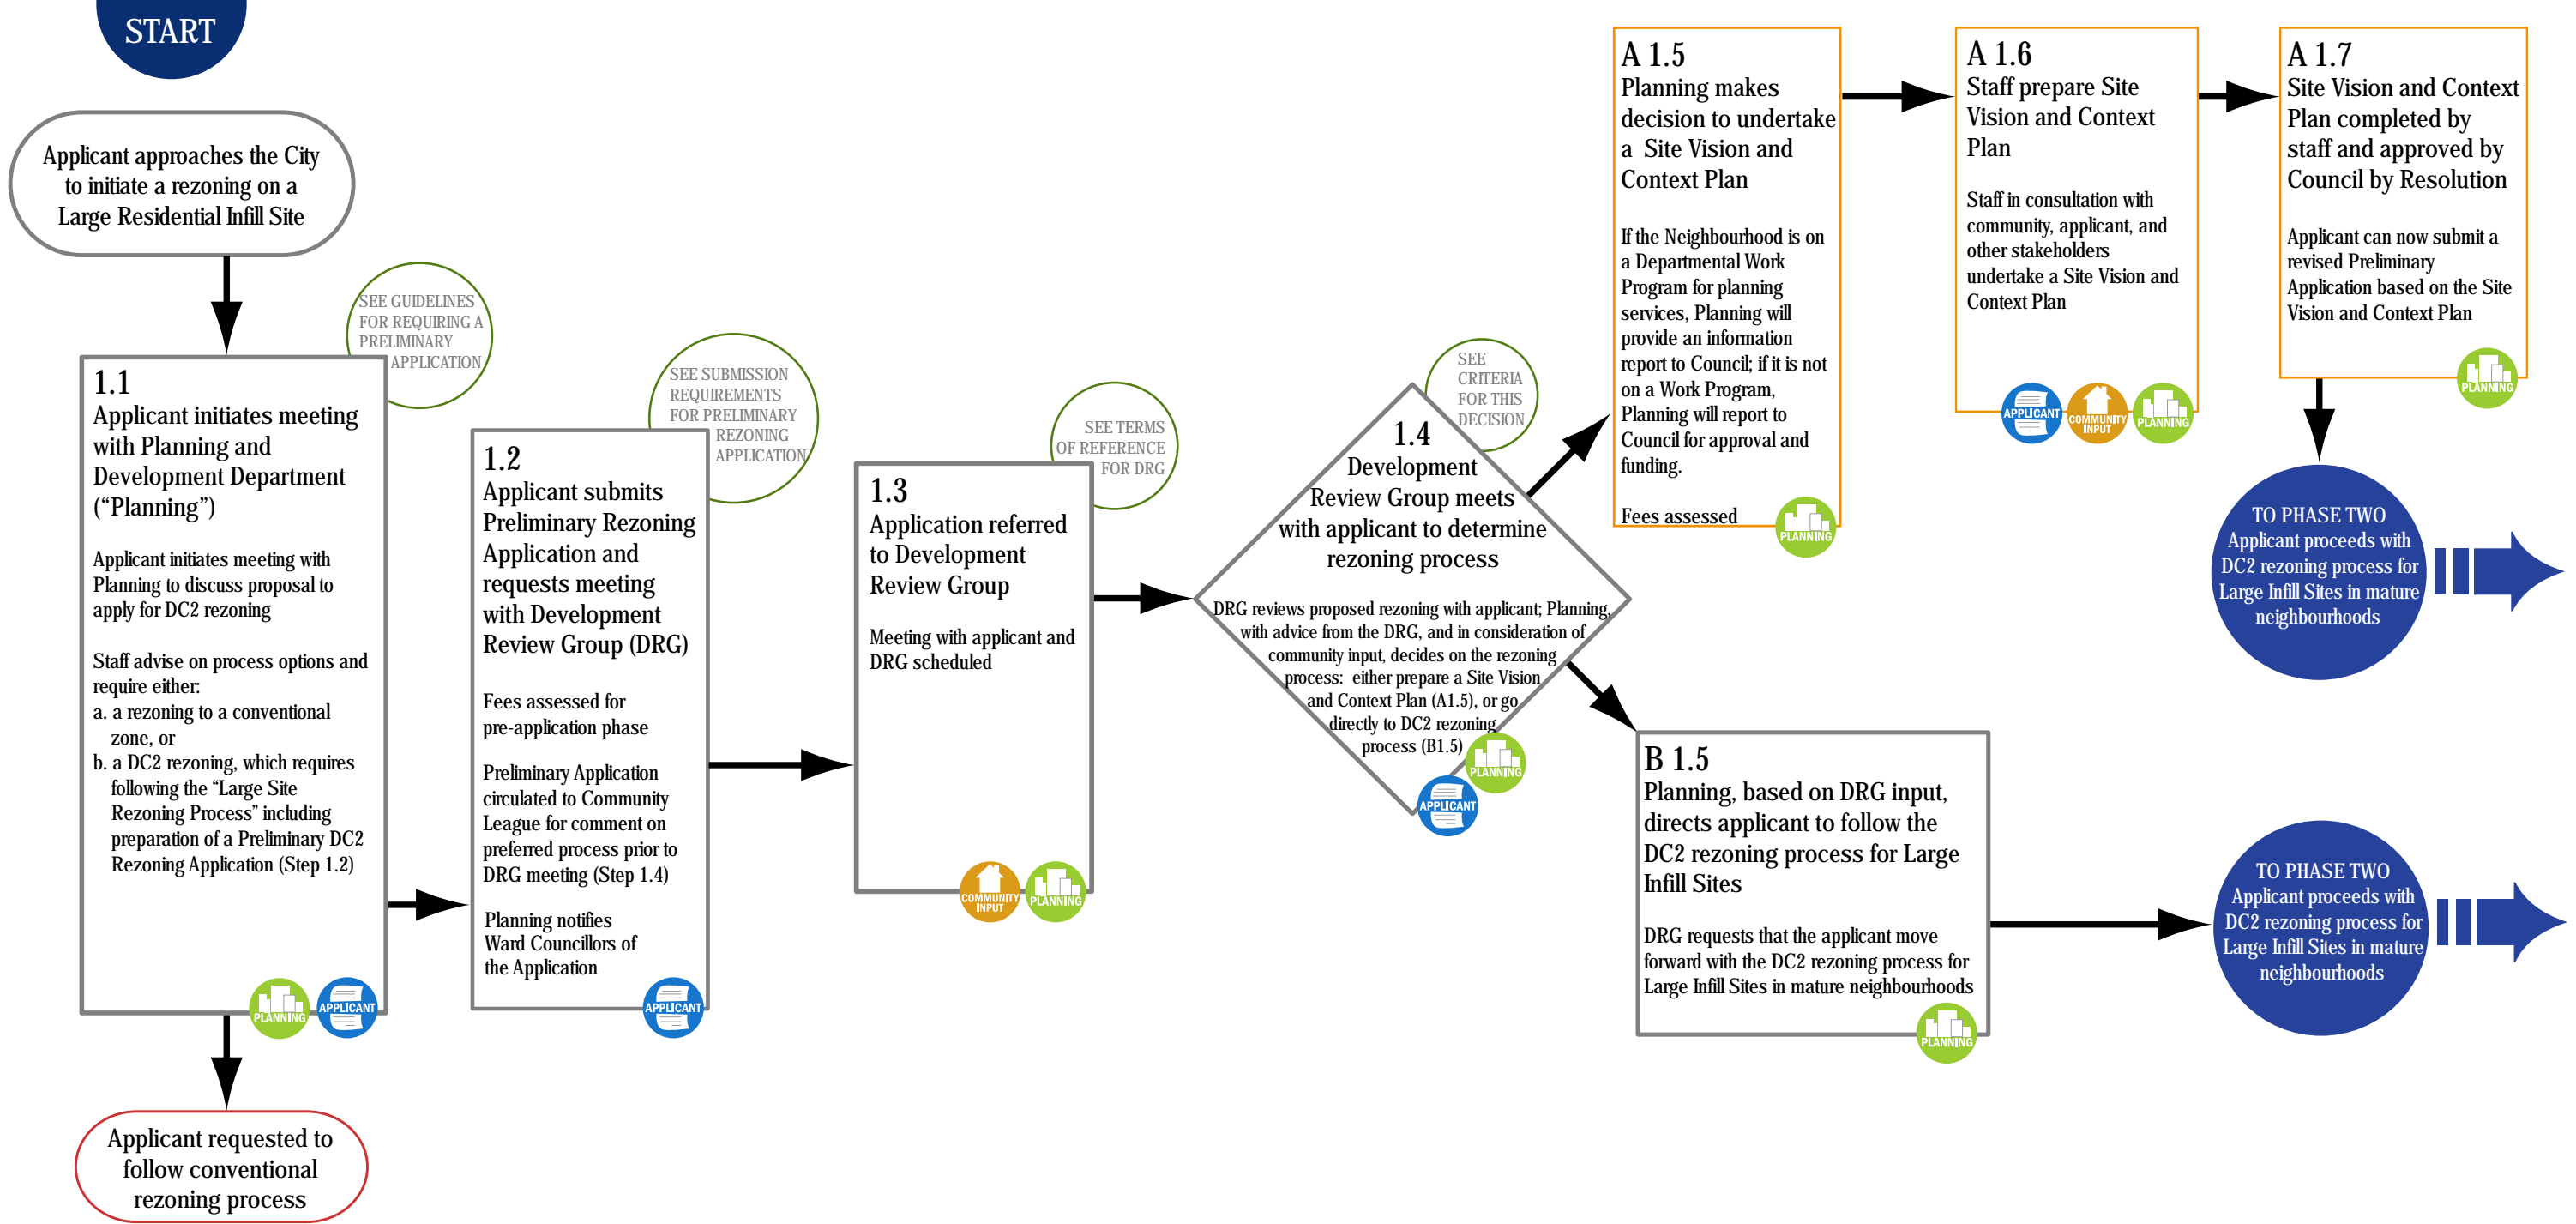 START
Applicant approaches the City
to initiate a rezoning on a
Large Residential Infill Site
SEE GUIDELINES
FOR REQUIRING A
PRELIMINARY
APPLICATION
1.1
Applicant initiates meeting
with Planning and
Development Department
(“Planning”)
Applicant initiates meeting with
Planning to discuss proposal to
apply for DC2 rezoning
Staff advise on process options and
require either:
a. a rezoning to a conventional
zone, or
b. a DC2 rezoning, which requires
following the “Large Site
Rezoning Process” including
preparation of a Preliminary DC2
Rezoning Application (Step 1.2)
PLANNING
APPLICANT
Applicant requested to
follow conventional
rezoning process
SEE SUBMISSION
REQUIREMENTS
FOR PRELIMINARY
REZONING
APPLICATION
1.2
Applicant submits
Preliminary Rezoning
Application and
requests meeting
with Development
Review Group (DRG)
Fees assessed for
pre-application phase
Preliminary Application
circulated to Community
League for comment on
preferred process prior to
DRG meeting (Step 1.4)
Planning notifies
Ward Councillors of
the Application
APPLICANT
SEE TERMS
OF REFERENCE
FOR DRG
1.3
Application referred
to Development
Review Group
Meeting with applicant and
DRG scheduled
COMMUNITY
INPUT
PLANNING
SEE
CRITERIA
FOR THIS
DECISION
1.4
Development
Review Group meets
with applicant to determine
rezoning process
DRG reviews proposed rezoning with applicant; Planning,
with advice from the DRG, and in consideration of
community input, decides on the rezoning
process: either prepare a Site Vision
and Context Plan (A1.5), or go
directly to DC2 rezoning
process (B1.5)
PLANNING
APPLICANT
A 1.5
Planning makes
decision to undertake
a Site Vision and
Context Plan
If the Neighbourhood is on
a Departmental Work
Program for planning
services, Planning will
provide an information
report to Council; if it is not
on a Work Program,
Planning will report to
Council for approval and
funding.
Fees assessed
PLANNING
A 1.6
Staff prepare Site
Vision and Context
Plan
Staff in consultation with
community, applicant, and
other stakeholders
undertake a Site Vision and
Context Plan
APPLICANT
COMMUNITY
INPUT
PLANNING
A 1.7
Site Vision and Context
Plan completed by
staff and approved by
Council by Resolution
Applicant can now submit a
revised Preliminary
Application based on the Site
Vision and Context Plan
PLANNING
TO PHASE TWO
Applicant proceeds with
DC2 rezoning process for
Large Infill Sites in mature
neighbourhoods
B 1.5
Planning, based on DRG input,
directs applicant to follow the
DC2 rezoning process for Large
Infill Sites
DRG requests that the applicant move
forward with the DC2 rezoning process for
Large Infill Sites in mature neighbourhoods
PLANNING
TO PHASE TWO
Applicant proceeds with
DC2 rezoning process for
Large Infill Sites in mature
neighbourhoods